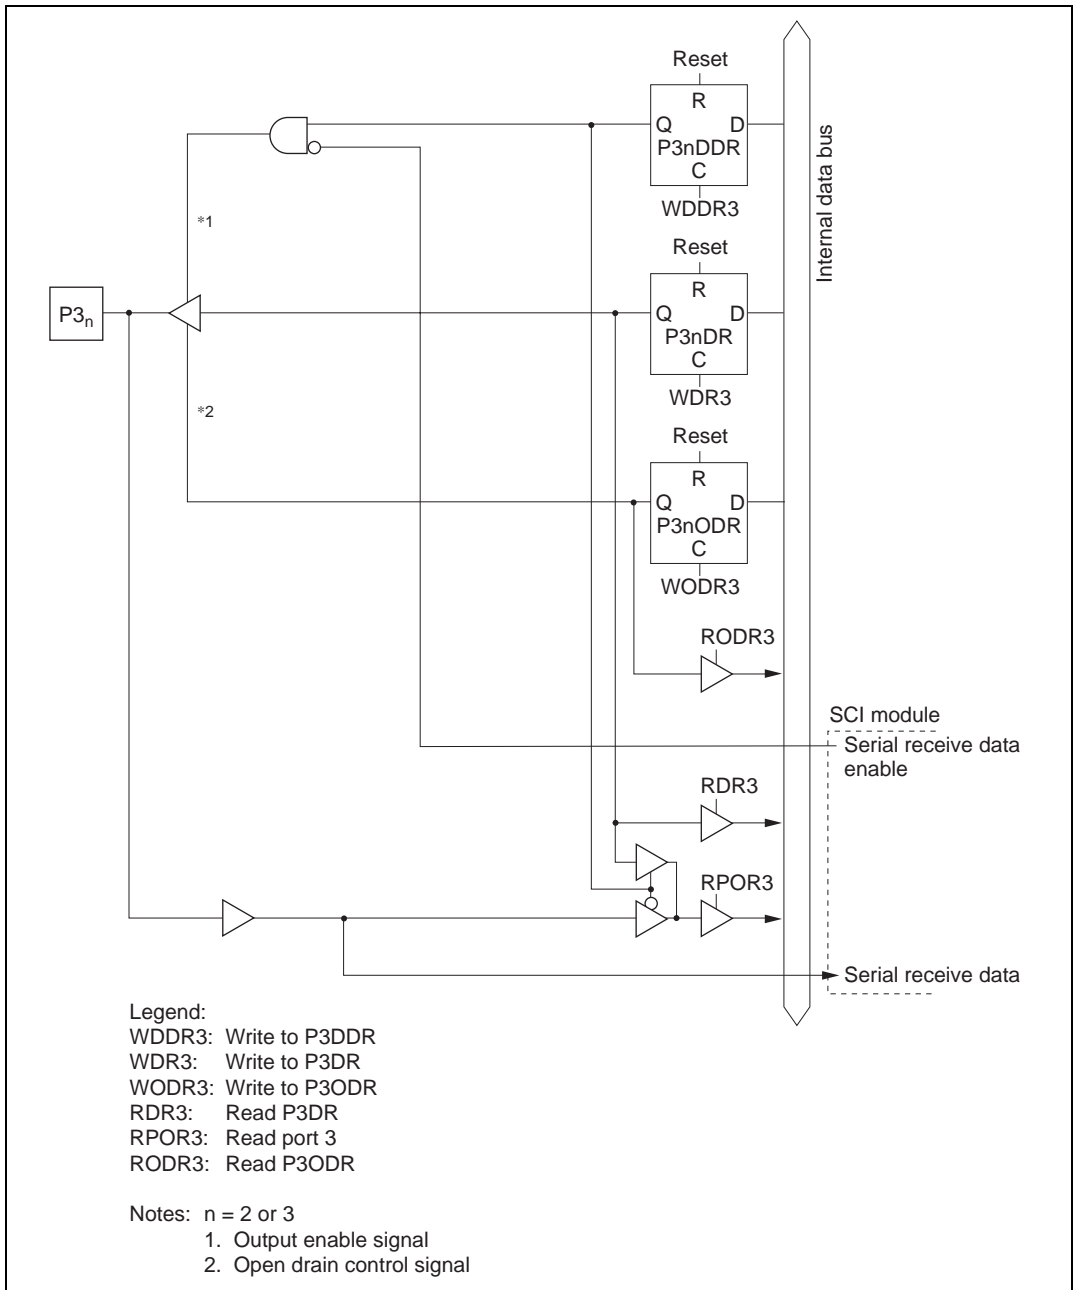 Reset
R
Q D
P3nDDR
C
WDDR3
Internal data bus
*1
Reset
R
Q D
P3nDR
C
WDR3
P3n
*2
Reset
R
Q D
P3nODR
C
WODR3
RODR3
SCI module
Serial receive data
enable
RDR3
RPOR3
Serial receive data
Legend:
WDDR3: Write to P3DDR
WDR3: Write to P3DR
WODR3: Write to P3ODR
RDR3: Read P3DR
RPOR3: Read port 3
RODR3: Read P3ODR
Notes: n = 2 or 3
1. Output enable signal
2. Open drain control signal